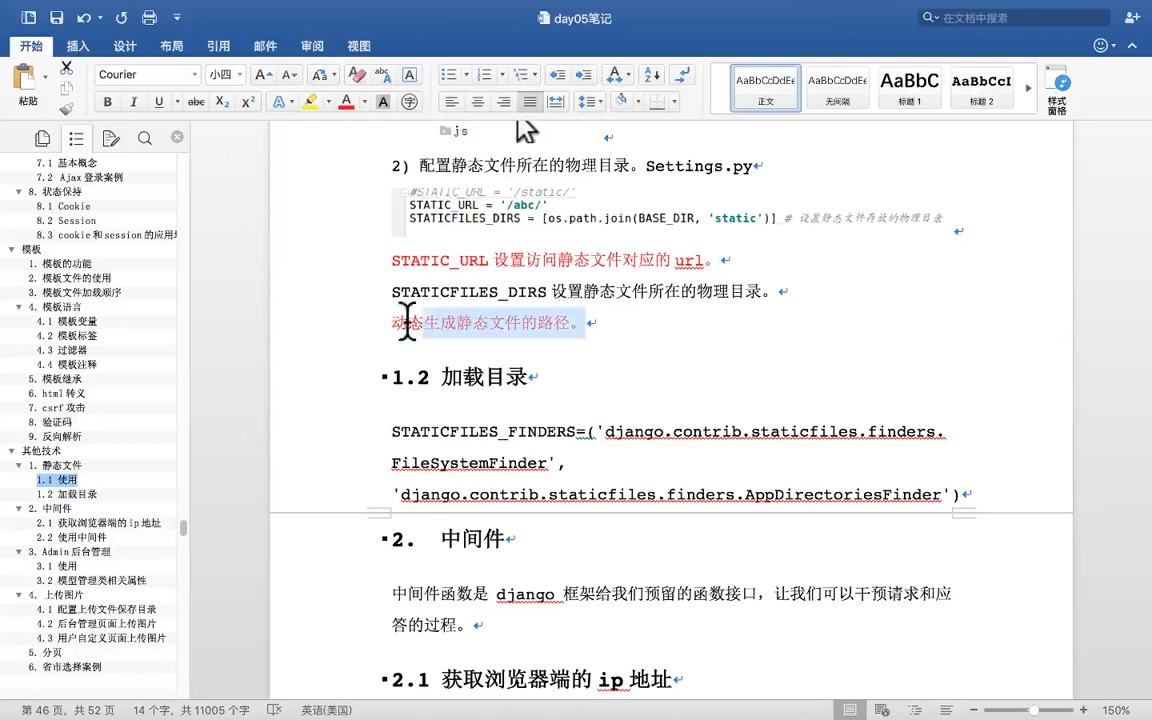 day05笔记
在文中搜索
开始 插入 设计 布局 引用 邮件 审阅 视图
粘贴
Courier 小四
AaBbCcDdEe AaBbCcDdEe AaBbC AaBbCcI
正文 无间隔 标题 1 标题 2
样式
窗格
7.1 基本概念
7.2 Ajax登录案例
8. 状态保持
8.1 Cookie
8.2 Session
8.3 cookie和session的应用
模板
1. 模板的功能
2. 模板文件的使用
3. 模板文件加载顺序
4. 模板语言
4.1 模板变量
4.2 模板标签
4.3 过滤器
4.4 模板注释
5. 模板继承
6. html转义
7. csrf攻击
8. 验证码
9. 反向解析
其他技术
1. 静态文件
1.1 使用
1.2 加载目录
2. 中间件
2.1 获取浏览器端的ip地址
2.2 使用中间件
3. Admin后台管理
3.1 使用
3.2 模型管理类相关属性
4. 上传图片
4.1 配置上传文件保存目录
4.2 后台管理页面上传图片
4.3 用户自定义页面上传图片
5. 分页
6. 省市选择案例
js
2) 配置静态文件所在的物理目录。Settings.py
#STATIC_URL = '/static/'
STATIC_URL = '/abc/'
STATICFILES_DIRS = [os.path.join(BASE_DIR, 'static')] # 设置静态文件存放的物理目录
STATIC_URL 设置访问静态文件对应的 url。
STATICFILES_DIRS 设置静态文件所在的物理目录。
动态生成静态文件的路径。
1.2 加载目录
STATICFILES_FINDERS=('django.contrib.staticfiles.finders.
FileSystemFinder',
'django.contrib.staticfiles.finders.AppDirectoriesFinder')
2. 中间件
中间件函数是 django 框架给我们预留的函数接口，让我们可以干预请求和应
答的过程。
2.1 获取浏览器端的 ip 地址
第 46 页，共 52 页 14 个字，共 11005 个字 英语(美国) 150%